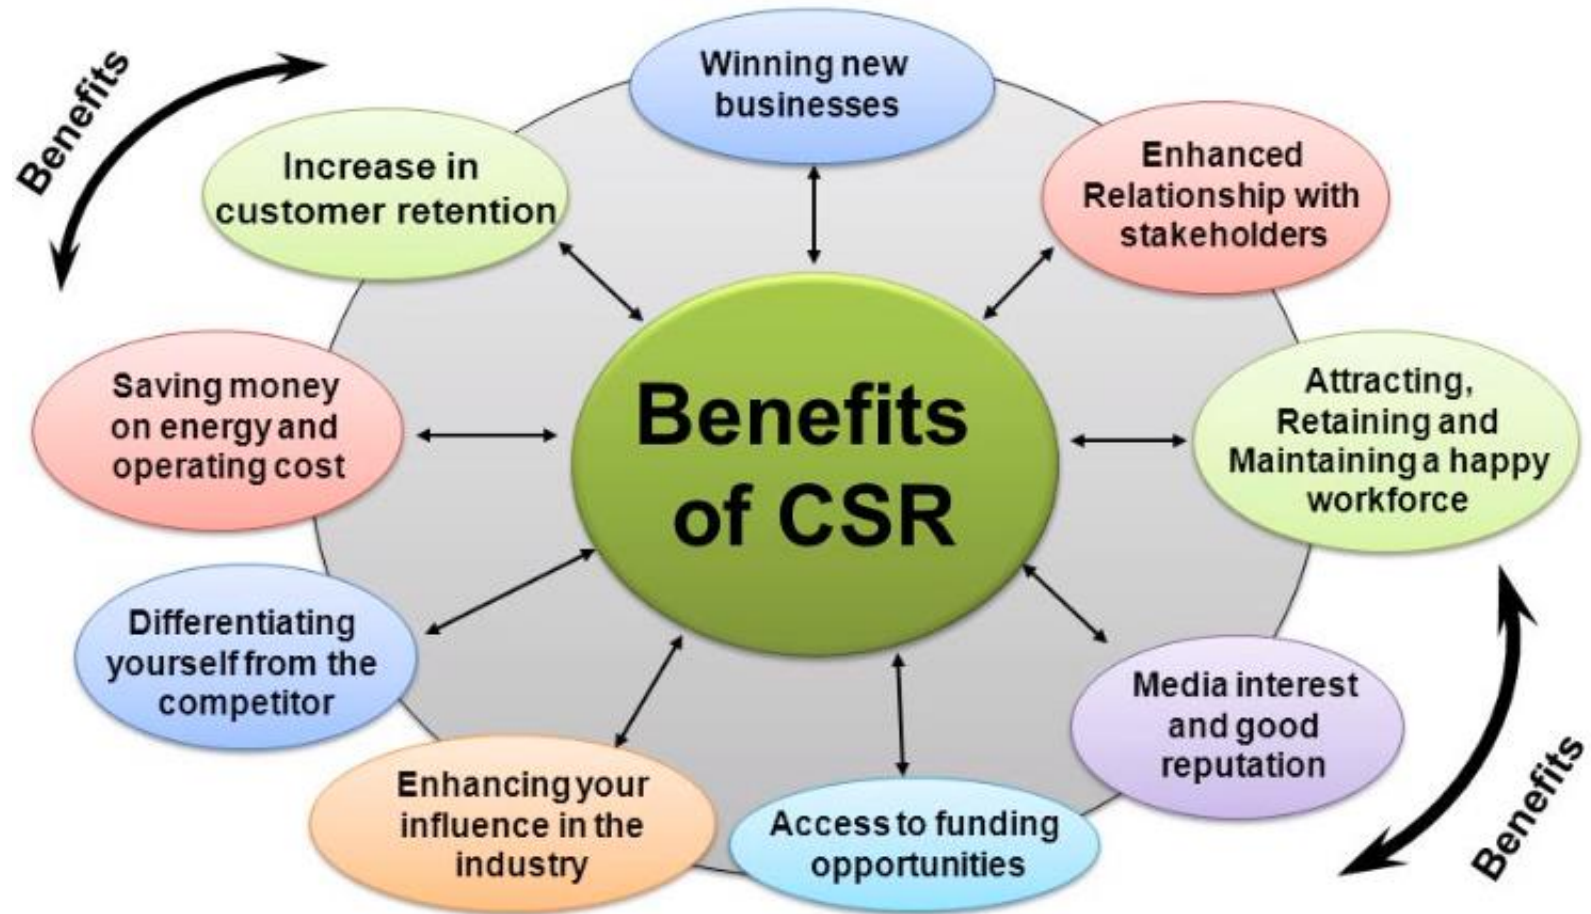 Benefits
Winning new
businesses
Enhanced
Relationship with
stakeholders
Attracting,
Retaining and
Maintaining a happy
workforce
Media interest
and good
reputation
Access to funding
opportunities
Enhancing your
influence in the
industry
Differentiating
yourself from the
competitor
Saving money
on energy and
operating cost
Increase in
customer retention
Benefits
of CSR
Benefits